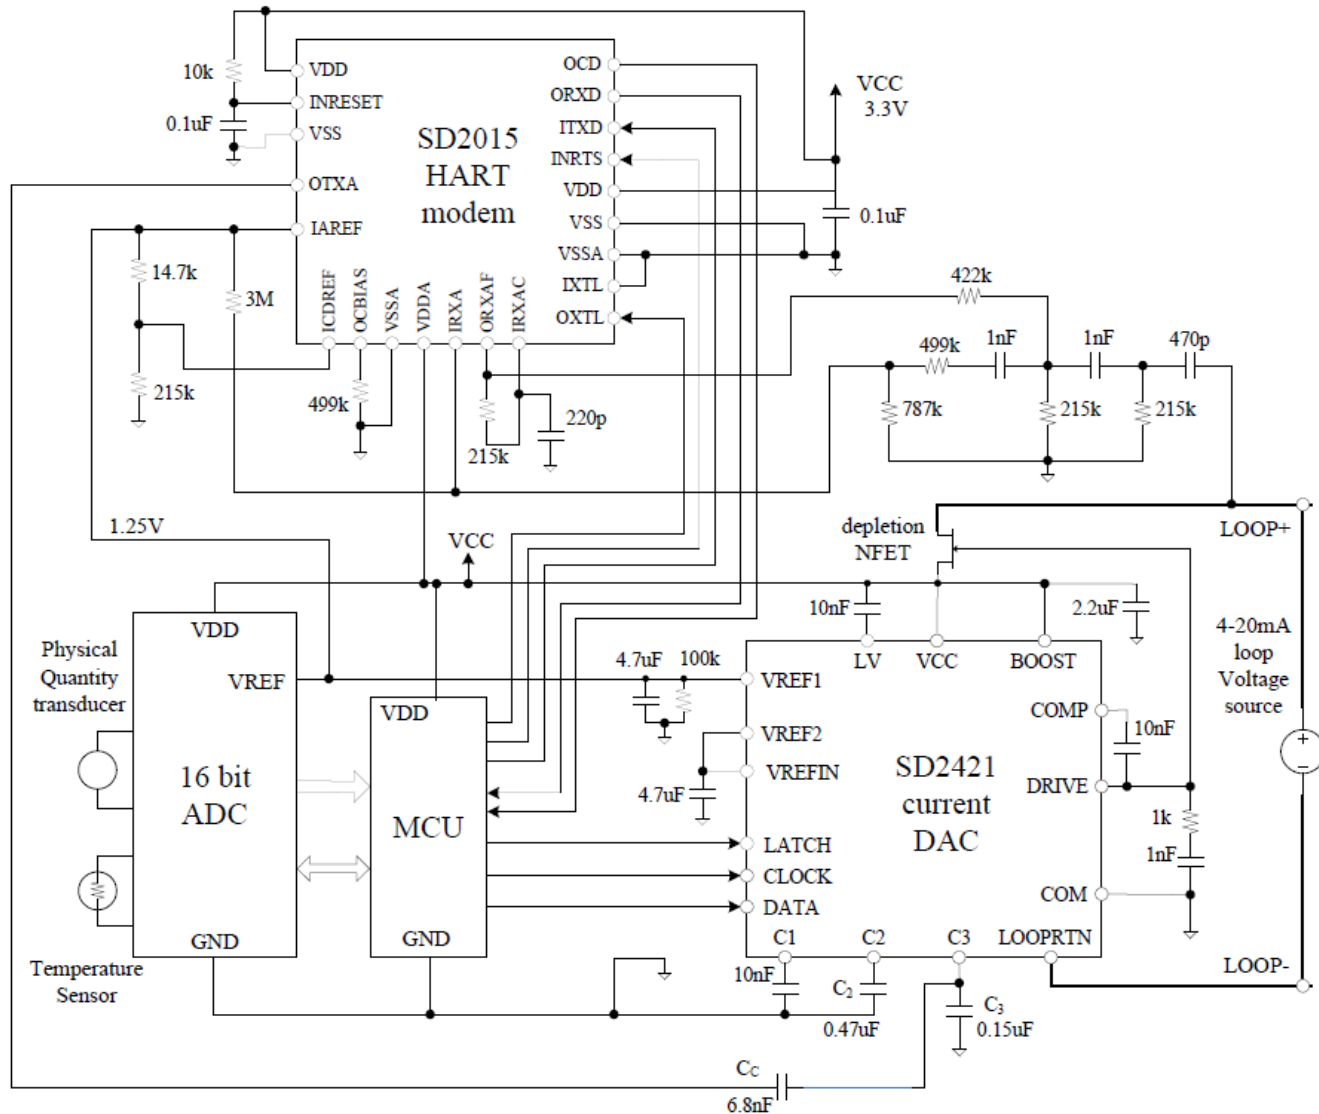 10k
0.1uF
VDD
INRESET
VSS
OTXA
IAREF
SD2015
HART
modem
OCD
ORXD
ITXD
INRTS
VDD
VSS
VSSA
IXTL
OXTL
ICDREF
OCBIAS
VSSA
VDDA
IRXA
ORXAF
IRXAC
VCC
3.3V
0.1uF
14.7k
3M
215k
499k
215k
220p
422k
499k
1nF
1nF
470p
787k
215k
215k
1.25V
VCC
depletion
NFET
LOOP+
10nF
2.2uF
4-20mA
loop
Voltage
source
Physical
Quantity
transducer
VDD
VREF
16 bit
ADC
GND
Temperature
Sensor
VDD
MCU
GND
4.7uF
100k
4.7uF
LV
VCC
BOOST
VREF1
VREF2
VREFIN
LATCH
CLOCK
DATA
SD2421
current
DAC
COMP
DRIVE
COM
C1
C2
C3
LOOPRTN
10nF
1k
1nF
LOOP-
10nF
C2
0.47uF
C3
0.15uF
CC
6.8nF
+
−